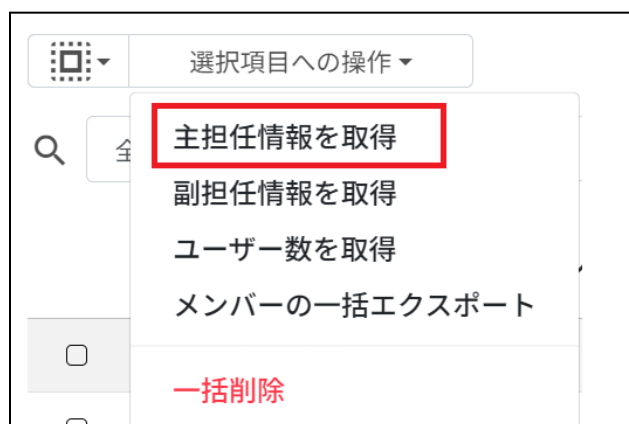 選択項目への操作
主担任情報を取得
副担任情報を取得
ユーザー数を取得
メンバーの一括エクスポート
一括削除